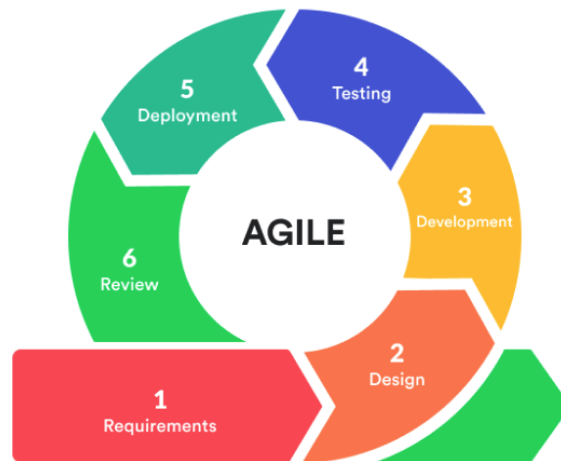 AGILE
1
Requirements
2
Design
3
Development
4
Testing
5
Deployment
6
Review